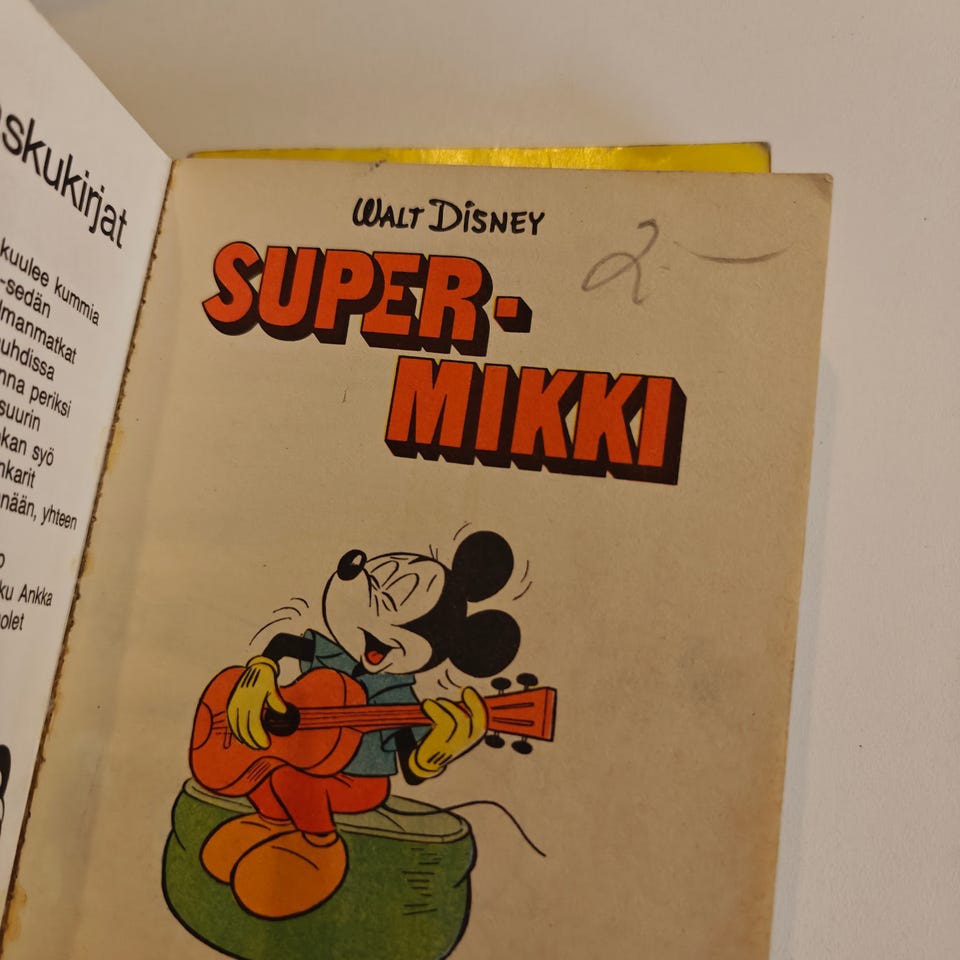 skukirjat
kuulee kummia
-sedän
lmanmatkat
uhdissa
nna periksi
suurin
kan syö
nkarit
nään, yhteen
ku Ankka
olet
WALT DISNEY
2 —
SUPER-
MIKKI